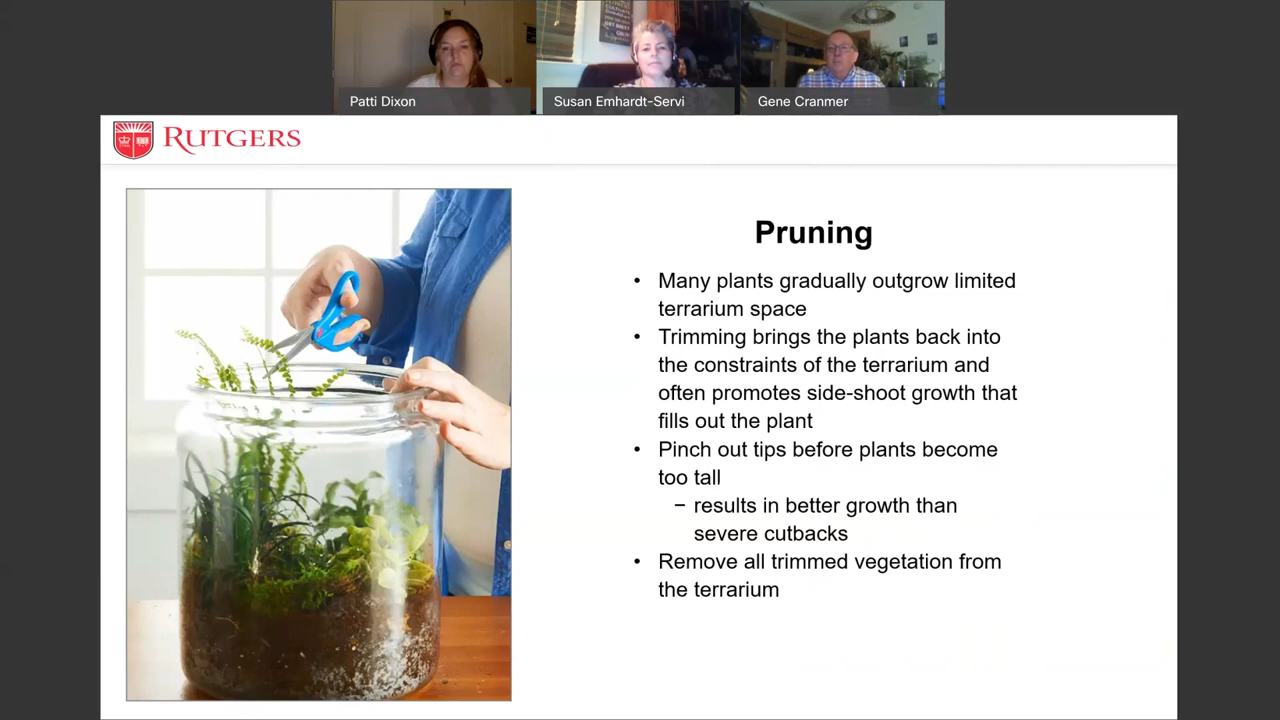 Patti Dixon
Susan Emhardt-Servi
Gene Cranmer
RUTGERS
Pruning
• Many plants gradually outgrow limited
terrarium space
• Trimming brings the plants back into
the constraints of the terrarium and
often promotes side-shoot growth that
fills out the plant
• Pinch out tips before plants become
too tall
− results in better growth than
severe cutbacks
• Remove all trimmed vegetation from
the terrarium